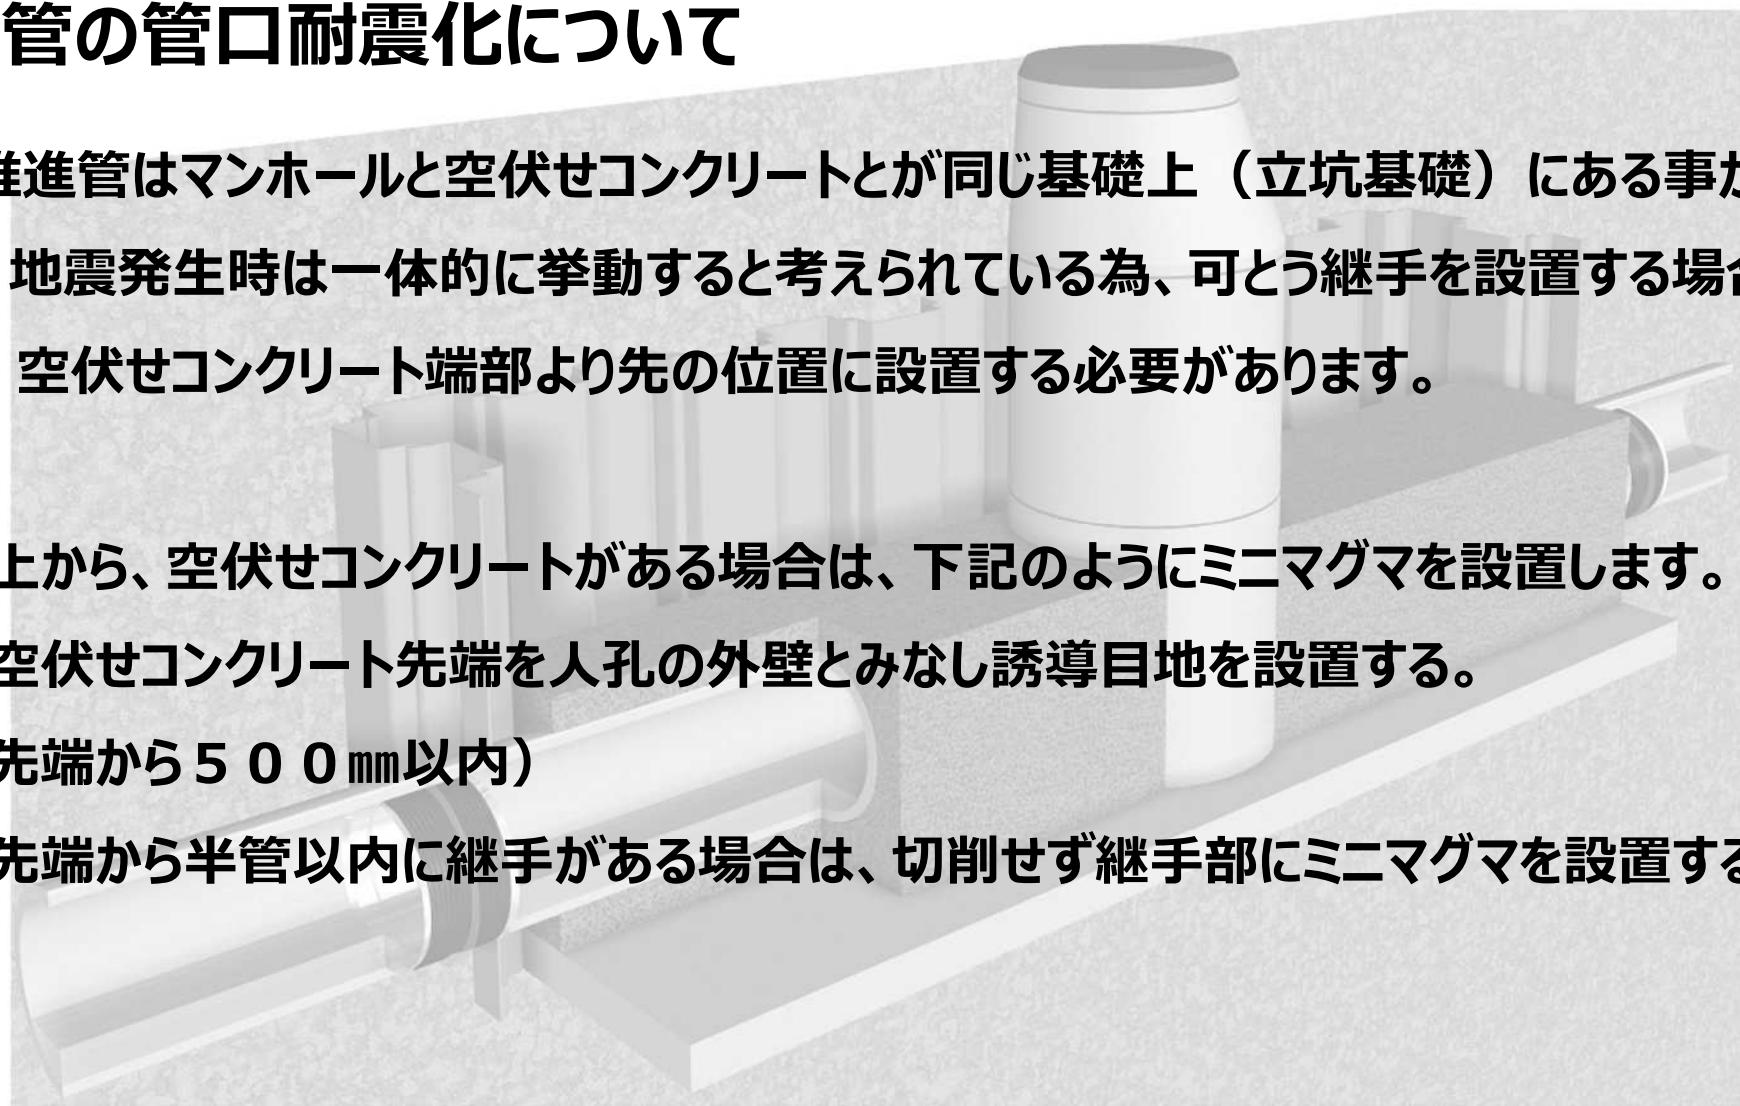 管の管口耐震化について
推進管はマンホールと空伏せコンクリートとが同じ基礎上（立坑基礎）にある事か
地震発生時は一体的に挙動すると考えられている為、可とう継手を設置する場合
空伏せコンクリート端部より先の位置に設置する必要があります。
上から、空伏せコンクリートがある場合は、下記のようにミニマグマを設置します。
空伏せコンクリート先端を人孔の外壁とみなし誘導目地を設置する。
先端から５００㎜以内）
先端から半管以内に継手がある場合は、切削せず継手部にミニマグマを設置する